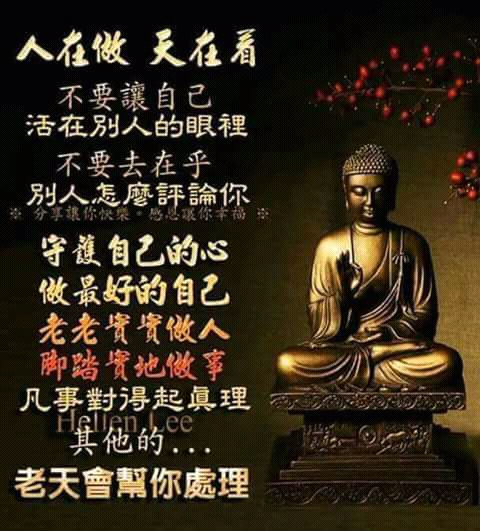 人在做 天在看
不要讓自己
活在別人的眼裡
不要去在乎
別人怎麼評論你
※ 分享讓你快樂。感恩讓你幸福 ※
守護自己的心
做最好的自己
老老實實做人
腳踏實地做事
凡事對得起真理
Hellen Lee
其他的...
老天會幫你處理